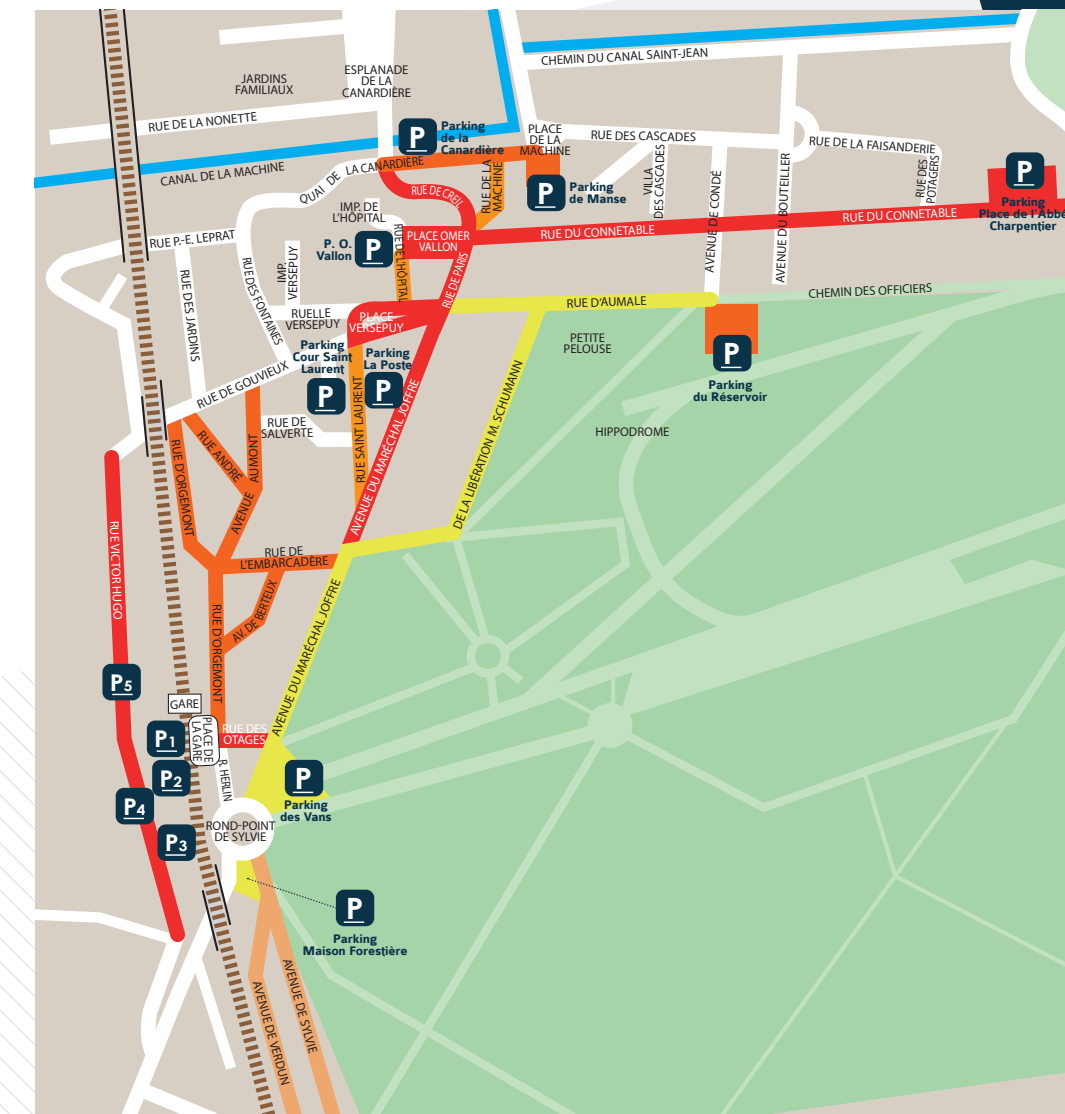 CHEMIN DU CANAL SAINT-JEAN
JARDINS
FAMILIAUX
ESPLANADE
DE LA
CANARDIÈRE
RUE DE LA NONETTE
P
Parking
de la
Canardière
PLACE
DE LA
MACHINE
RUE DES CASCADES
RUE DE LA FAISANDERIE
CANAL DE LA MACHINE
QUAI DE LA CANARDIÈRE
RUE DE LA
MACHINE
P
Parking
de Manse
VILLA
DES CASCADES
AVENUE DE CONDÉ
AVENUE DU BOUTEILLER
RUE DES
POTAGERS
P
Parking
Place de l'Abbé
Charpentier
RUE DE CREIL
IMP. DE
L'HÔPITAL
RUE P.-E. LEPRAT
P. O.
Vallon
P
RUE DE L'HÔPITAL
PLACE OMER
VALLON
RUE DU CONNETABLE
RUE DU CONNETABLE
RUE DES JARDINS
RUE DES FONTAINES
IMP.
VERSEPUY
RUE DE PARIS
RUELLE
VERSEPUY
PLACE
VERSEPUY
RUE D'AUMALE
CHEMIN DES OFFICIERS
PETITE
PELOUSE
Parking
Cour Saint
Laurent
P
Parking
La Poste
P
P
Parking
du Réservoir
RUE DE GOUVIEUX
RUE SAINT LAURENT
AVENUE DU MARÉCHAL JOFFRE
DE LA LIBÉRATION M. SCHUMANN
HIPPODROME
RUE DE
SALVERTE
RUE D'ORGEMONT
RUE ANDRÉ
AVENUE
AUMONT
RUE VICTOR HUGO
RUE DE
L'EMBARCADÈRE
AV. DE BERTEUX
RUE D'ORGEMONT
AVENUE DU MARÉCHAL JOFFRE
P5
GARE
PLACE DE
LA GARE
RUE DES
OTAGES
P1
P2
R. HERLIN
P
Parking
des Vans
P4
P3
ROND-POINT
DE SYLVIE
P
Parking
Maison Forestière
AVENUE DE VERDUN
AVENUE DE SYLVIE